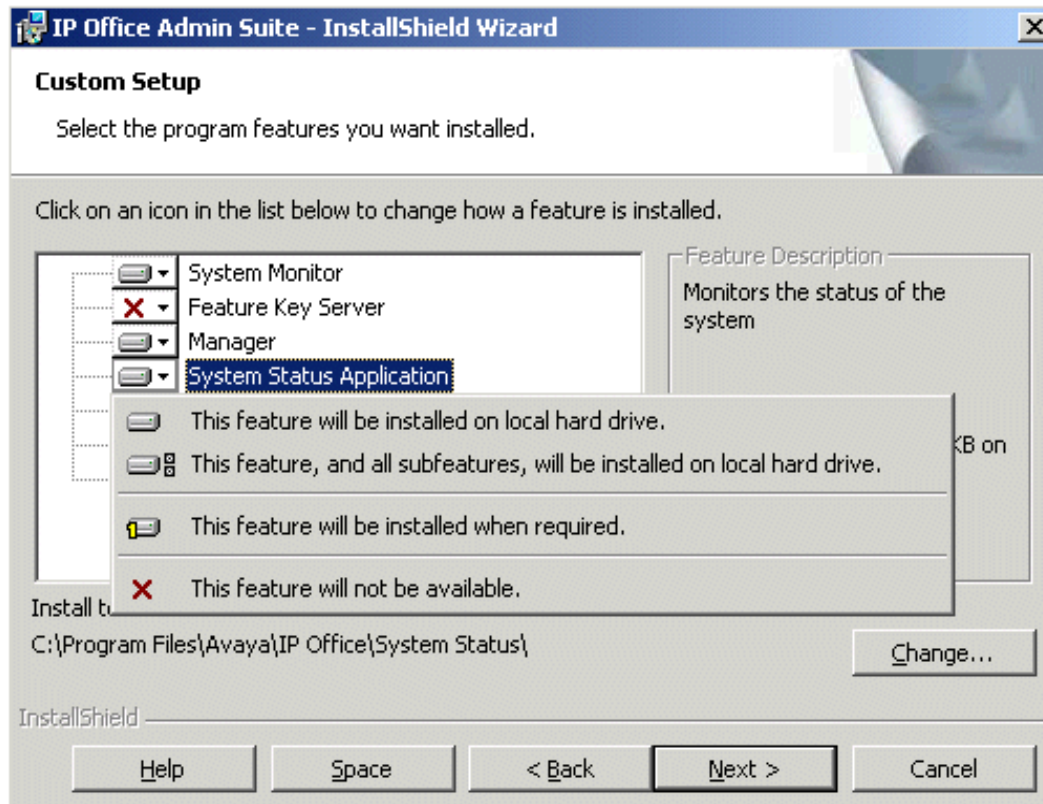 IP Office Admin Suite - InstallShield Wizard
Custom Setup
Select the program features you want installed.
Click on an icon in the list below to change how a feature is installed.
System Monitor
Feature Key Server
Manager
System Status Application
Feature Description
Monitors the status of the
system
This feature will be installed on local hard drive.
This feature, and all subfeatures, will be installed on local hard drive.
KB on
This feature will be installed when required.
This feature will not be available.
Install
C:\Program Files\Avaya\IP Office\System Status\
Change...
InstallShield
Help
Space
< Back
Next >
Cancel